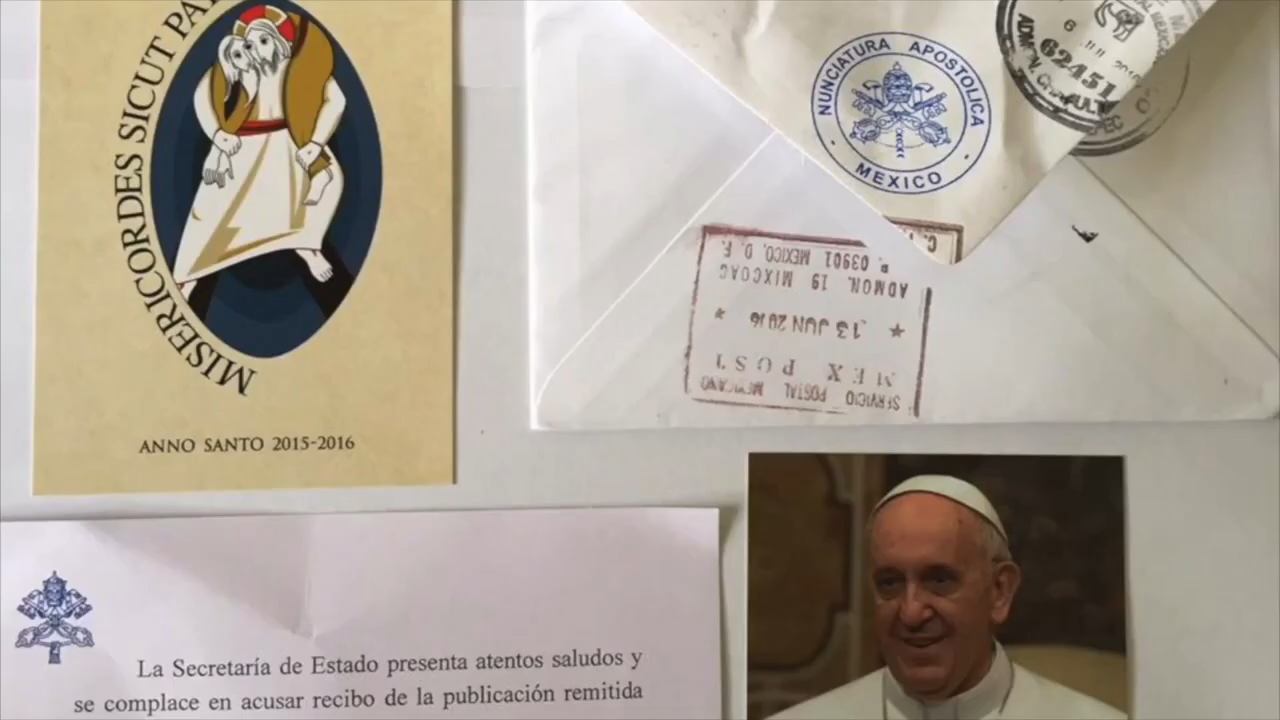 MISERICORDES SICUT PA
ANNO SANTO 2015-2016
NUNCIATURA APOSTOLICA
· MEXICO ·
62451
C.
P. 03901 MEXICO, D. F.
ADMON. 19 MIXCOAC
★ 13 JUN 2016 ★
MEX POST
SERVICIO POSTAL MEXICANO
La Secretaría de Estado presenta atentos saludos y
se complace en acusar recibo de la publicación remitida